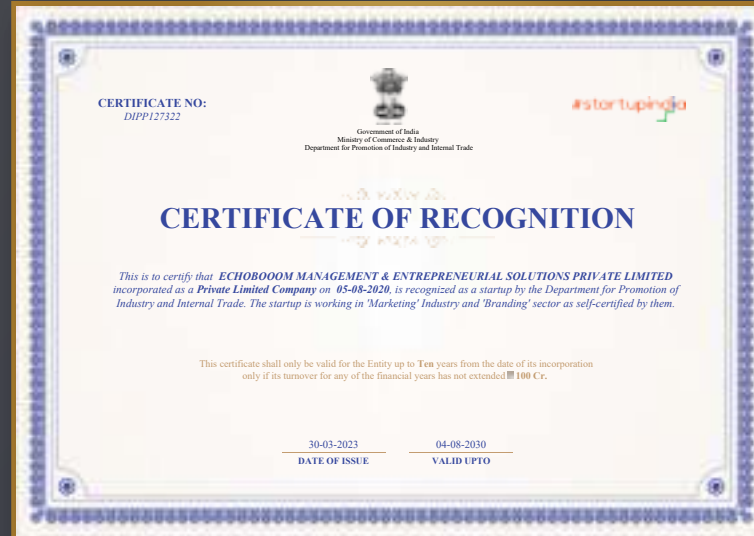 CERTIFICATE NO:
DIPP127322
#startupindia
Government of India
Ministry of Commerce & Industry
Department for Promotion of Industry and Internal Trade
CERTIFICATE OF RECOGNITION
This is to certify that ECHOBOOOM MANAGEMENT & ENTREPRENEURIAL SOLUTIONS PRIVATE LIMITED
incorporated as a Private Limited Company on 05-08-2020, is recognized as a startup by the Department for Promotion of
Industry and Internal Trade. The startup is working in 'Marketing' Industry and 'Branding' sector as self-certified by them.
This certificate shall only be valid for the Entity up to Ten years from the date of its incorporation
only if its turnover for any of the financial years has not extended 100 Cr.
30-03-2023 04-08-2030
DATE OF ISSUE VALID UPTO